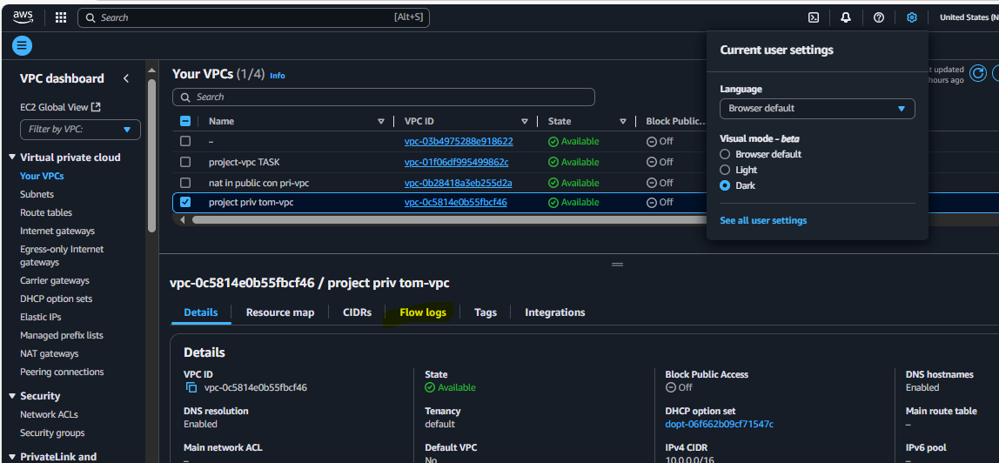 aws
Search [Alt+S]
United States (N
VPC dashboard
EC2 Global View
Filter by VPC:
Virtual private cloud
Your VPCs
Subnets
Route tables
Internet gateways
Egress-only Internet
gateways
Carrier gateways
DHCP option sets
Elastic IPs
Managed prefix lists
NAT gateways
Peering connections
Security
Network ACLs
Security groups
PrivateLink and
Your VPCs (1/4) Info
Search
Name VPC ID State Block Public...
– vpc-03b4975288e918622 Available Off
project-vpc TASK vpc-01f06df995499862c Available Off
nat in public con pri-vpc vpc-0b28418a3eb255d2a Available Off
project priv tom-vpc vpc-0c5814e0b55fbcf46 Available Off
t updated
hours ago
Current user settings
Language
Browser default
Visual mode - beta
Browser default
Light
Dark
See all user settings
vpc-0c5814e0b55fbcf46 / project priv tom-vpc
Details Resource map CIDRs Flow logs Tags Integrations
Details
VPC ID
vpc-0c5814e0b55fbcf46
State
Available
Block Public Access
Off
DNS hostnames
Enabled
DNS resolution
Enabled
Tenancy
default
DHCP option set
dopt-06f662b09cf71547c
Main route table
–
Main network ACL
–
Default VPC
No
IPv4 CIDR
10.0.0.0/16
IPv6 pool
–